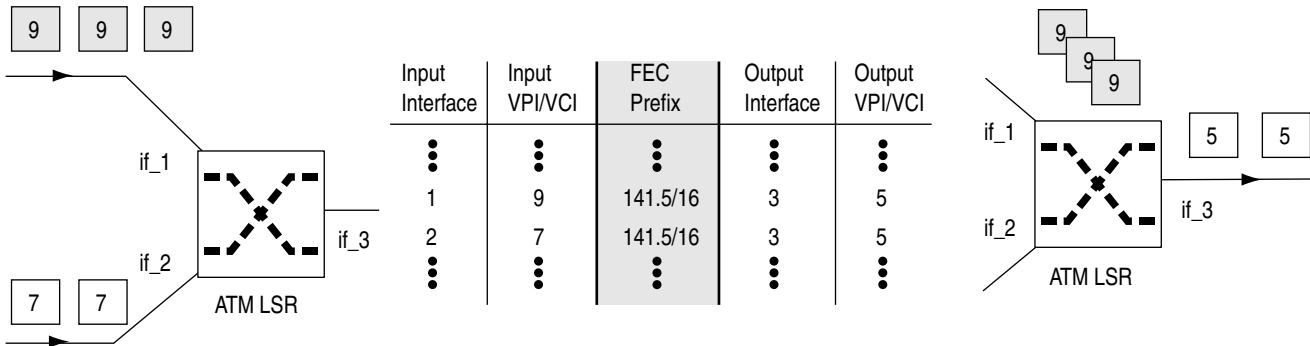 9 9 9
if_1
if_2
if_3
ATM LSR
7 7
Input Interface Input VPI/VCI FEC Prefix Output Interface Output VPI/VCI
1 9 141.5/16 3 5
2 7 141.5/16 3 5
9
9
9
if_1
if_2
5 5
if_3
ATM LSR